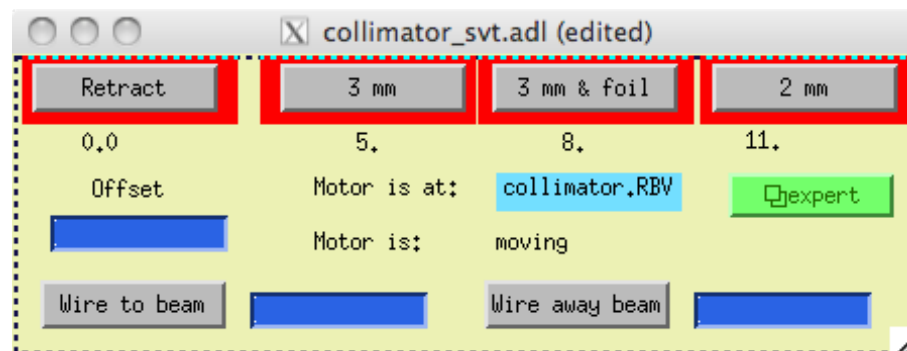 collimator_svt.adl (edited)
Retract 3 mm 3 mm & foil 2 mm
0.0 5. 8. 11.
Offset Motor is at: collimator.RBV expert
Motor is: moving
Wire to beam Wire away beam